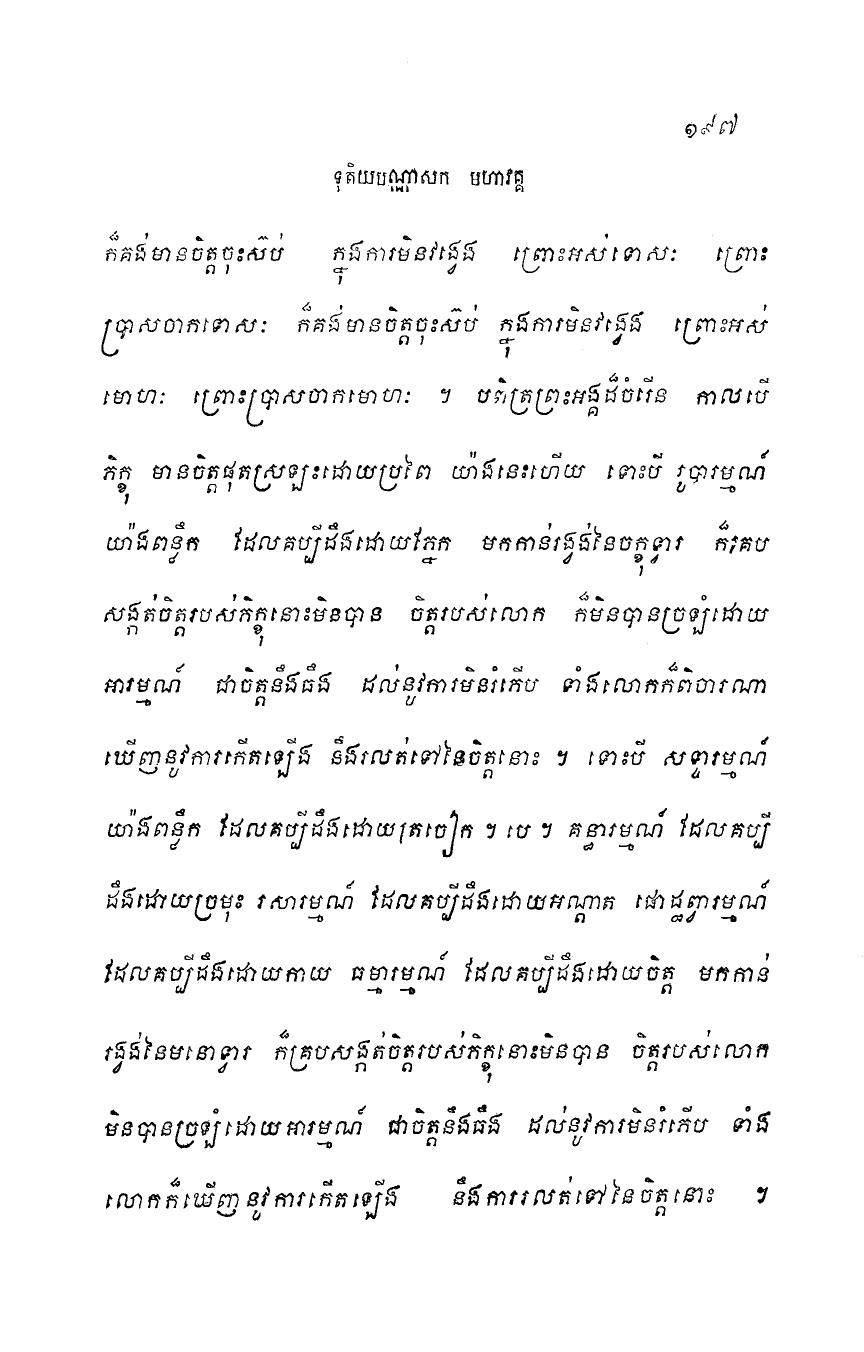 ១៩៧
ទុតិយបណ្ណាសក មហាវគ្គ
ក៏គង់មានចិត្តចុះស៊ប់ ក្នុងការមិនវង្វេង ព្រោះអស់ទោសៈ ព្រោះ
ប្រាសចាកទោសៈ ក៏គង់មានចិត្តចុះស៊ប់ ក្នុងការមិនវង្វេង ព្រោះអស់
មោហៈ ព្រោះប្រាសចាកមោហៈ ។ បពិត្រព្រះអង្គដ៏ចំរើន កាលបើ
ភិក្ខុ មានចិត្តផុតស្រឡះដោយប្រពៃ យ៉ាងនេះហើយ ទោះបី រូបារម្មណ៍
យ៉ាងពន្លឹក ដែលគប្បីដឹងដោយភ្នែក មកកាន់រង្វង់នៃចក្ខុទ្វារ ក៏គ្រប
សង្កត់ចិត្តរបស់ភិក្ខុនោះមិនបាន ចិត្តរបស់លោក ក៏មិនបានច្រឡំដោយ
អារម្មណ៍ ជាចិត្តនឹងធឹង ដល់នូវការមិនរំភើប ទាំងលោកក៏ពិចារណា
ឃើញនូវការកើតឡើង នឹងរលត់ទៅនៃចិត្តនោះ ។ ទោះបី សទ្ទារម្មណ៍
យ៉ាងពន្លឹក ដែលគប្បីដឹងដោយត្រចៀក ។ បេ ។ គន្ធារម្មណ៍ ដែលគប្បី
ដឹងដោយច្រមុះ រសារម្មណ៍ ដែលគប្បីដឹងដោយអណ្តាត ផោដ្ឋព្វារម្មណ៍
ដែលគប្បីដឹងដោយកាយ ធម្មារម្មណ៍ ដែលគប្បីដឹងដោយចិត្ត មកកាន់
រង្វង់នៃមនោទ្វារ ក៏គ្របសង្កត់ចិត្តរបស់ភិក្ខុនោះមិនបាន ចិត្តរបស់លោក
មិនបានច្រឡំដោយអារម្មណ៍ ជាចិត្តនឹងធឹង ដល់នូវការមិនរំភើប ទាំង
លោកក៏ឃើញនូវការកើតឡើង នឹងការរលត់ទៅនៃចិត្តនោះ ។